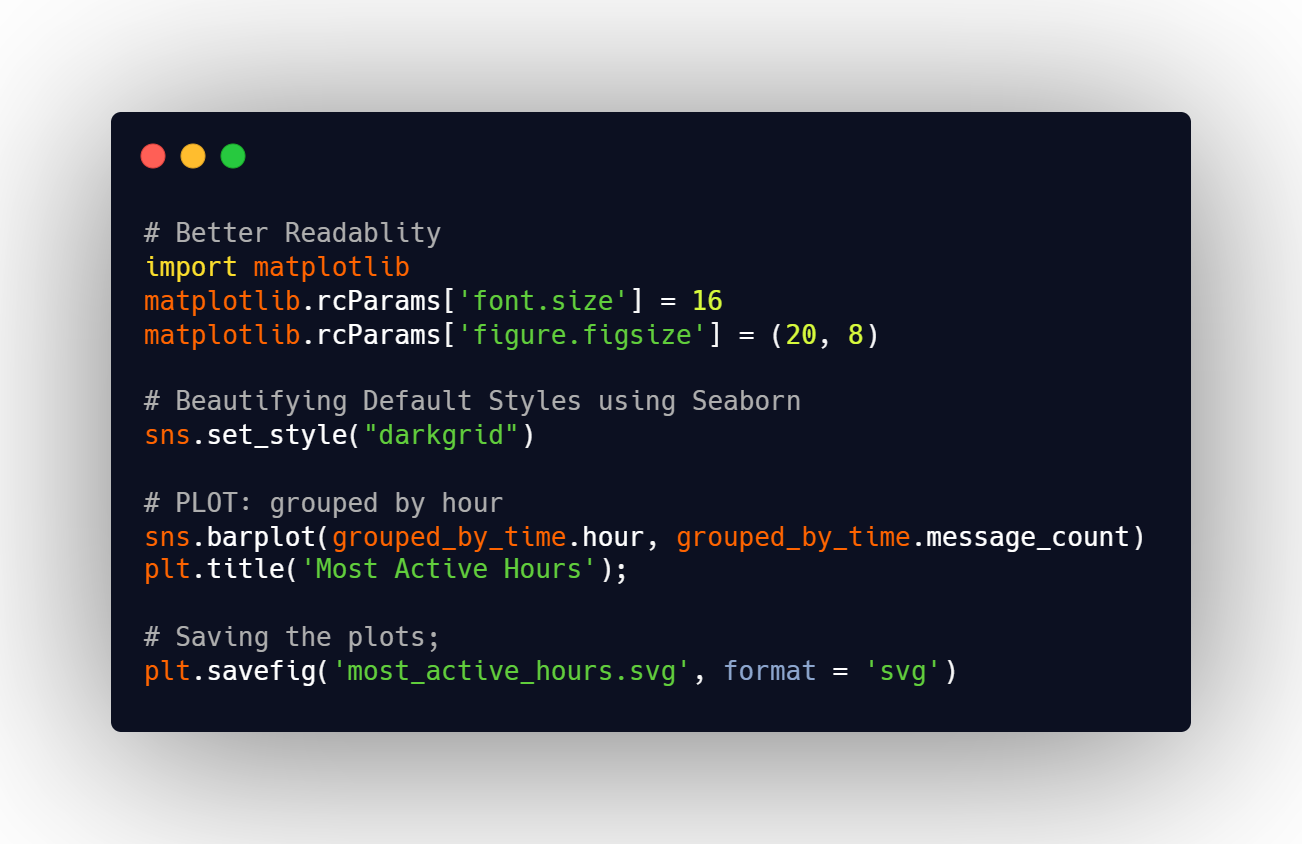 # Better Readablity
import matplotlib
matplotlib.rcParams['font.size'] = 16
matplotlib.rcParams['figure.figsize'] = (20, 8)
# Beautifying Default Styles using Seaborn
sns.set_style("darkgrid")
# PLOT: grouped by hour
sns.barplot(grouped_by_time.hour, grouped_by_time.message_count)
plt.title('Most Active Hours');
# Saving the plots;
plt.savefig('most_active_hours.svg', format = 'svg')